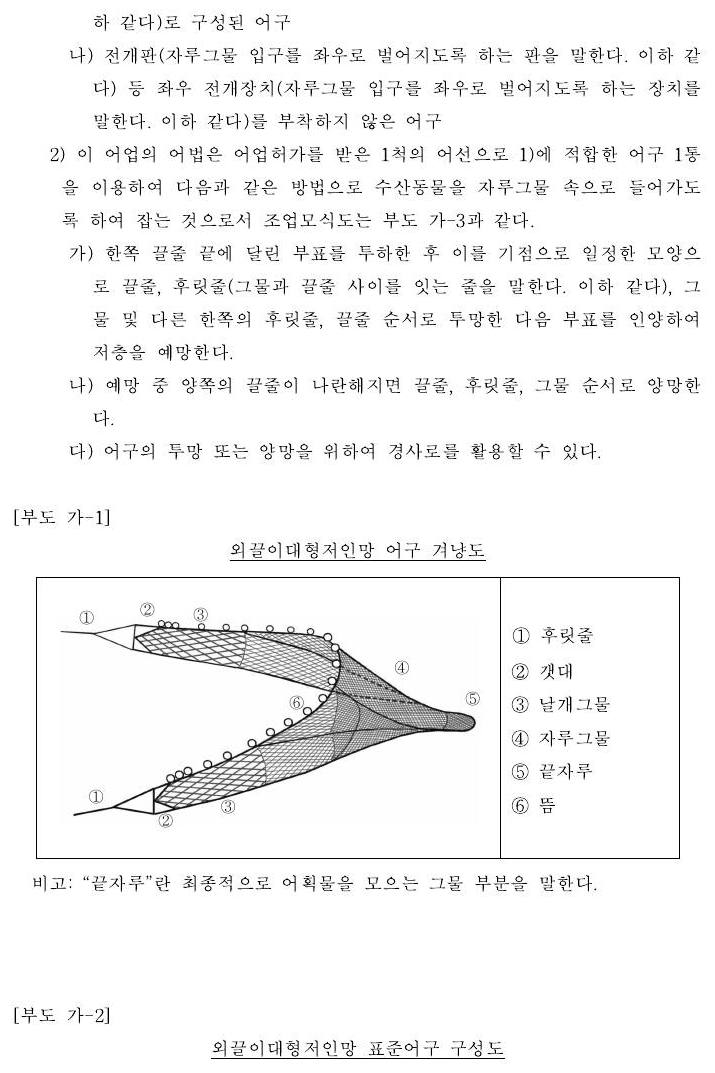 하 같다)로 구성된 어구
나) 전개판(자루그물 입구를 좌우로 벌어지도록 하는 판을 말한다. 이하 같
다) 등 좌우 전개장치(자루그물 입구를 좌우로 벌어지도록 하는 장치를
말한다. 이하 같다)를 부착하지 않은 어구
2) 이 어업의 어법은 어업허가를 받은 1척의 어선으로 1)에 적합한 어구 1통
을 이용하여 다음과 같은 방법으로 수산동물을 자루그물 속으로 들어가도
록 하여 잡는 것으로서 조업모식도는 부도 가-3과 같다.
가) 한쪽 끌줄 끝에 달린 부표를 투하한 후 이를 기점으로 일정한 모양으
로 끌줄, 후릿줄(그물과 끌줄 사이를 잇는 줄을 말한다. 이하 같다), 그
물 및 다른 한쪽의 후릿줄, 끌줄 순서로 투망한 다음 부표를 인양하여
저층을 예망한다.
나) 예망 중 양쪽의 끌줄이 나란해지면 끌줄, 후릿줄, 그물 순서로 양망한
다.
다) 어구의 투망 또는 양망을 위하여 경사로를 활용할 수 있다.
[부도 가-1]
외끌이대형저인망 어구 겨냥도
① ② ③ ④ ⑤ ⑥ ① ② ③
① 후릿줄
② 갯대
③ 날개그물
④ 자루그물
⑤ 끝자루
⑥ 뜸
비고: “끝자루”란 최종적으로 어획물을 모으는 그물 부분을 말한다.
[부도 가-2]
외끌이대형저인망 표준어구 구성도